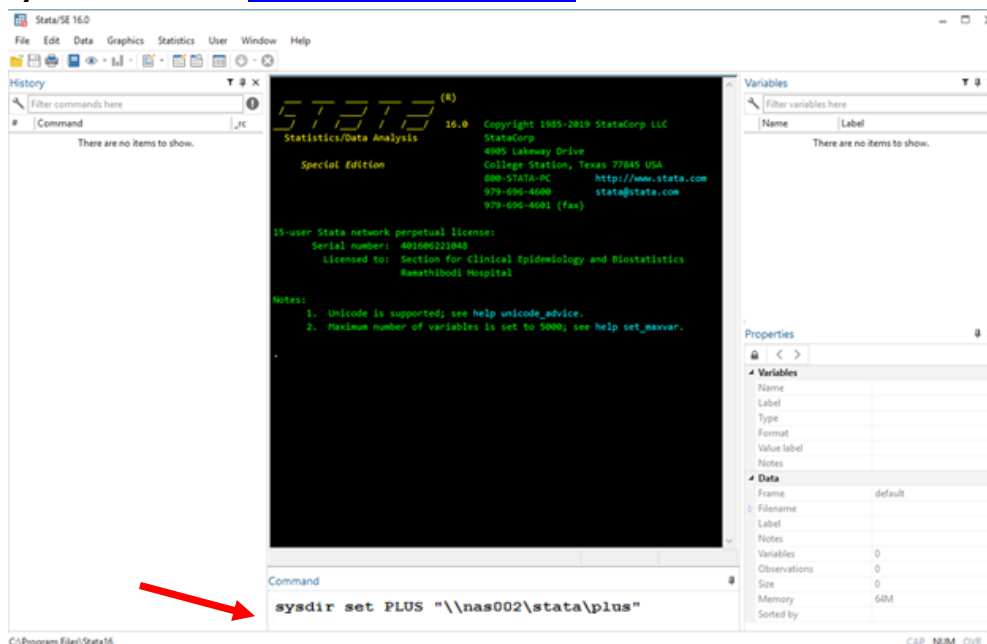 Stata/SE 16.0
File Edit Data Graphics Statistics User Window Help
History
Filter commands here
# Command _rc
There are no items to show.
(R)
STATA 16.0 Copyright 1985-2019 StataCorp LLC
Statistics/Data Analysis StataCorp
4905 Lakeway Drive
Special Edition College Station, Texas 77845 USA
800-STATA-PC http://www.stata.com
979-696-4600 stata@stata.com
979-696-4601 (fax)
15-user Stata network perpetual license:
Serial number: 401606221048
Licensed to: Section for Clinical Epidemiology and Biostatistics
Ramathibodi Hospital
Notes:
1. Unicode is supported; see help unicode_advice.
2. Maximum number of variables is set to 5000; see help set_maxvar.
.
Command
sysdir set PLUS "\\nas002\stata\plus"
Variables
Filter variables here
Name Label
There are no items to show.
Properties
Variables
Name
Label
Type
Format
Value label
Notes
Data
Frame default
Filename
Label
Notes
Variables 0
Observations 0
Size 0
Memory 64M
Sorted by
C:\Program Files\Stata16
CAP NUM OVR